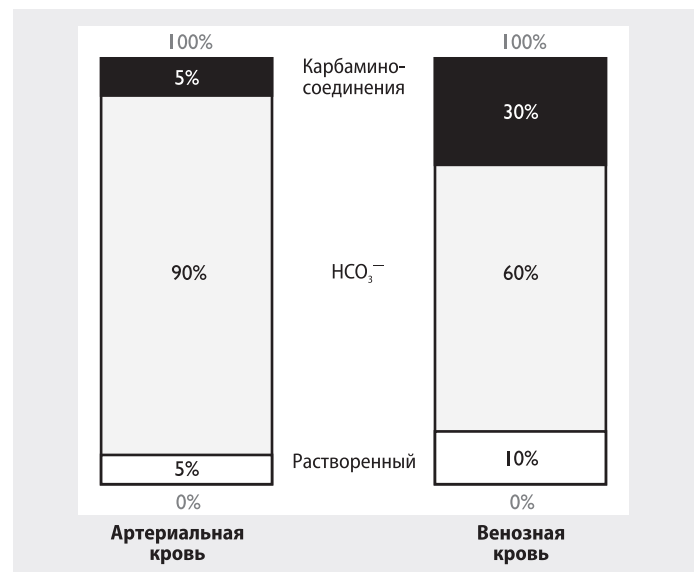 100% 100%
5% Карбамино-
соединения 30%
90% HCO₃⁻ 60%
5% Растворенный 10%
0% 0%
Артериальная
кровь
Венозная
кровь